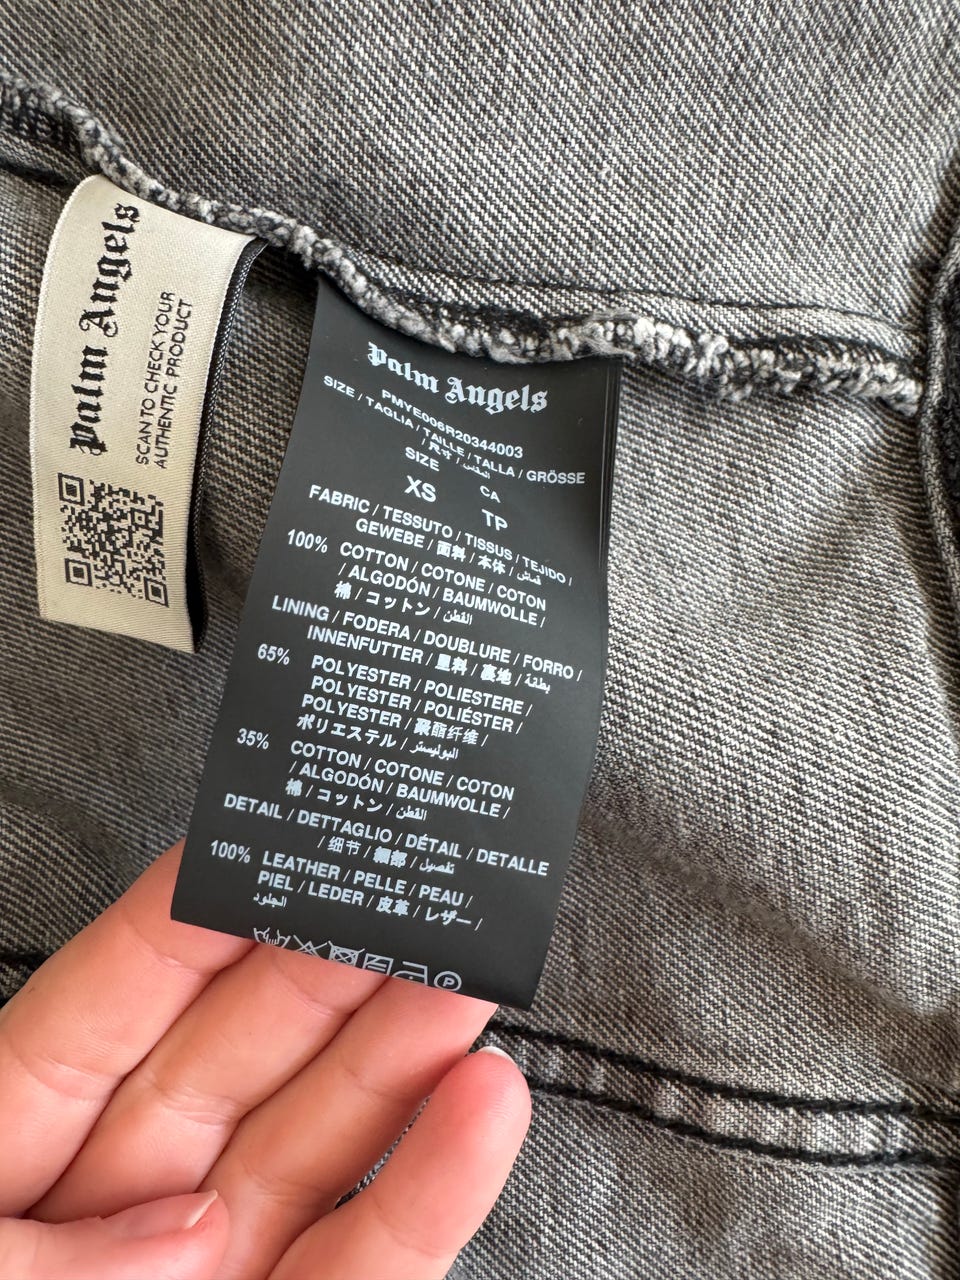 Palm Angels
SCAN TO CHECK YOUR
AUTHENTIC PRODUCT
Palm Angels
PMYE006R20344003
SIZE / TAGLIA / TAILLE / TALLA / GRÖSSE
/ 尺寸 / المقاس
SIZE CA
XS TP
FABRIC / TESSUTO / TISSUS / TEJIDO /
GEWEBE / 面料 / 本体 / قماش
100% COTTON / COTONE / COTON
/ ALGODÓN / BAUMWOLLE /
棉 / コットン / القطن
LINING / FODERA / DOUBLURE / FORRO /
INNENFUTTER / 里料 / 裏地 / بطانة
65% POLYESTER / POLIESTERE /
POLYESTER / POLIÉSTER /
POLYESTER / 聚酯纤维 /
ポリエステル / البوليستر
35% COTTON / COTONE / COTON
/ ALGODÓN / BAUMWOLLE /
棉 / コットン / القطن
DETAIL / DETTAGLIO / DÉTAIL / DETALLE
/ 细节 / 細部 / تفصيل
100% LEATHER / PELLE / PEAU /
PIEL / LEDER / 皮革 / レザー /
الجلود
P